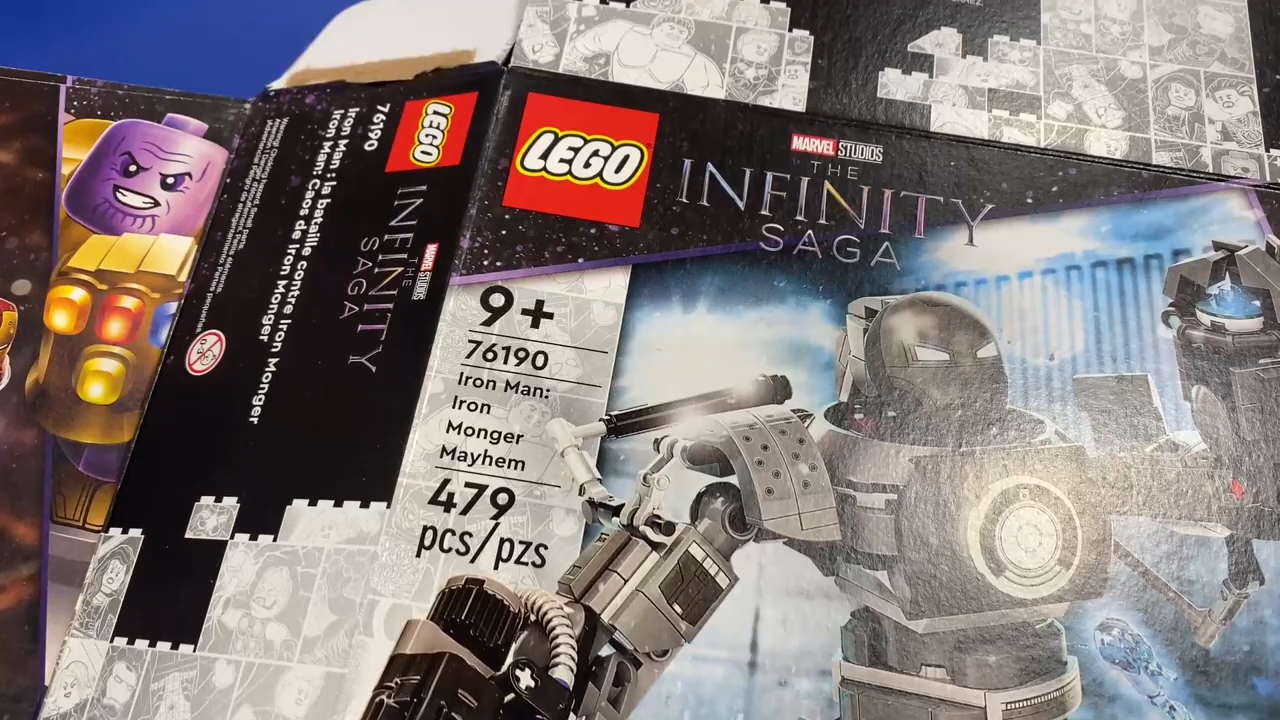 LEGO
MARVEL STUDIOS
THE
INFINITY
SAGA
9+
76190
Iron Man:
Iron
Monger
Mayhem
479
pcs/pzs
LEGO
76190
Iron Man : la bataille contre Iron Monger
Iron Man: Caos de Iron Monger
MARVEL STUDIOS
THE
INFINITY
SAGA